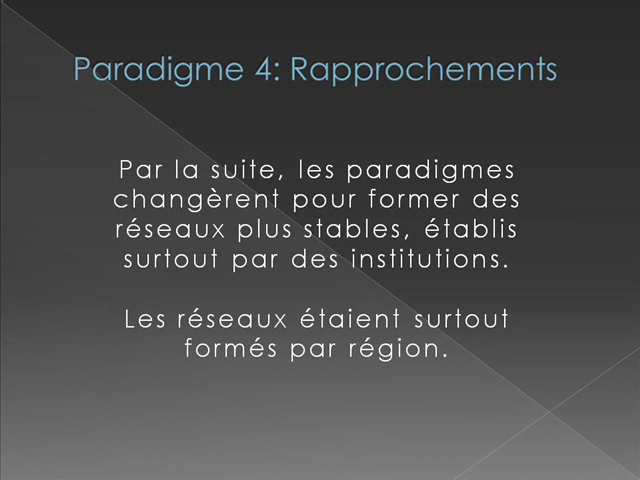 Paradigme 4: Rapprochements
Par la suite, les paradigmes
changèrent pour former des
réseaux plus stables, établis
surtout par des institutions.
Les réseaux étaient surtout
formés par région.